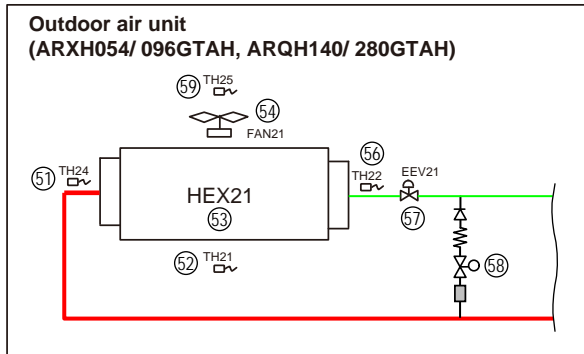 Outdoor air unit
(ARXH054/ 096GTAH, ARQH140/ 280GTAH)
59 TH25
54
FAN21
51 TH24
56
TH22
EEV21
HEX21
53
57
52 TH21
58